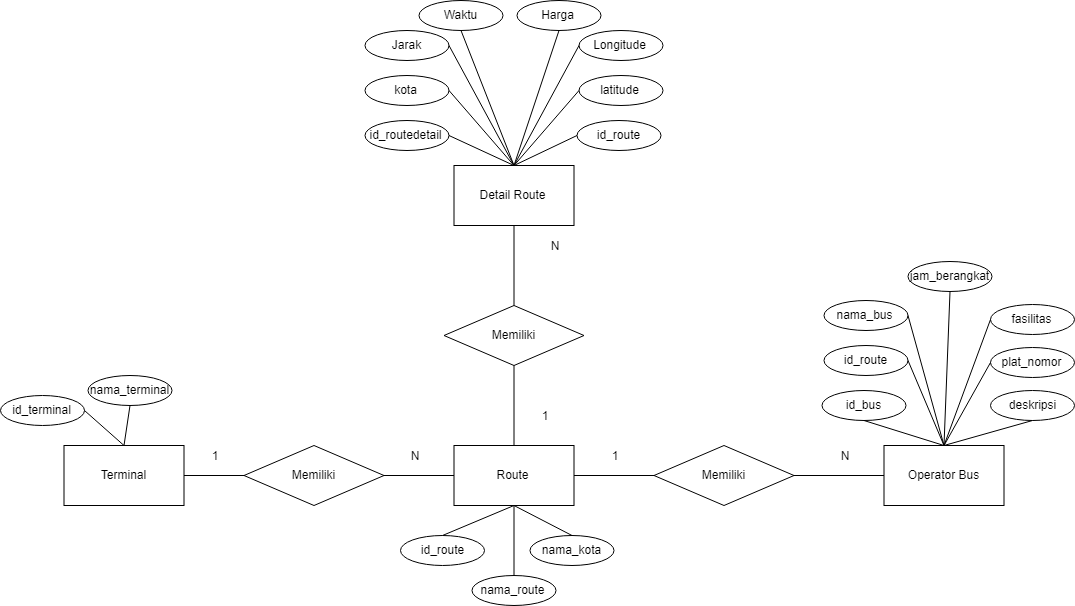 Waktu
Harga
Jarak
Longitude
kota
latitude
id_routedetail
id_route
Detail Route
N
jam_berangkat
nama_bus
fasilitas
Memiliki
id_route
plat_nomor
nama_terminal
id_terminal
id_bus
deskripsi
1
1
N
1
N
Terminal
Memiliki
Route
Memiliki
Operator Bus
id_route
nama_kota
nama_route